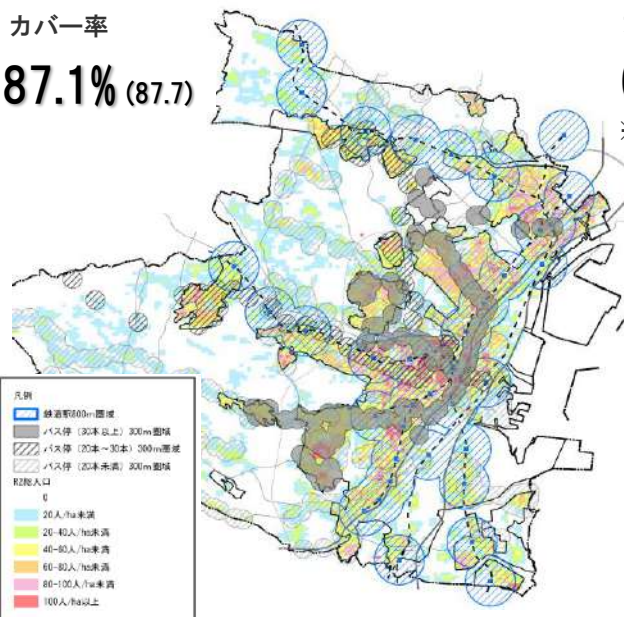 カバー率
87.1% (87.7)
※
凡例
鉄道駅800m圏域
バス停（30本以上）300m圏域
バス停（20本～30本）300m圏域
バス停（20本未満）300m圏域
R2総人口
0
20人/ha未満
20-40人/ha未満
40-60人/ha未満
60-80人/ha未満
80-100人/ha未満
100人/ha以上